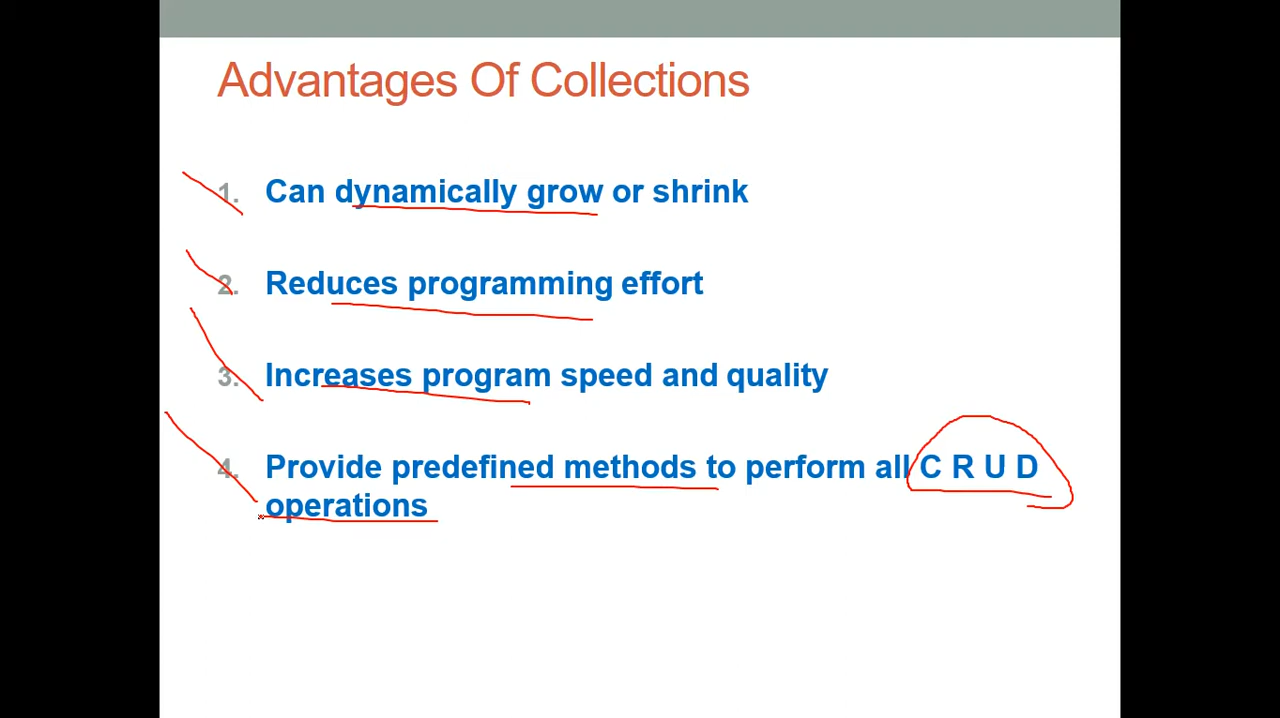 Advantages Of Collections
1. Can dynamically grow or shrink
2. Reduces programming effort
3. Increases program speed and quality
4. Provide predefined methods to perform all C R U D
operations